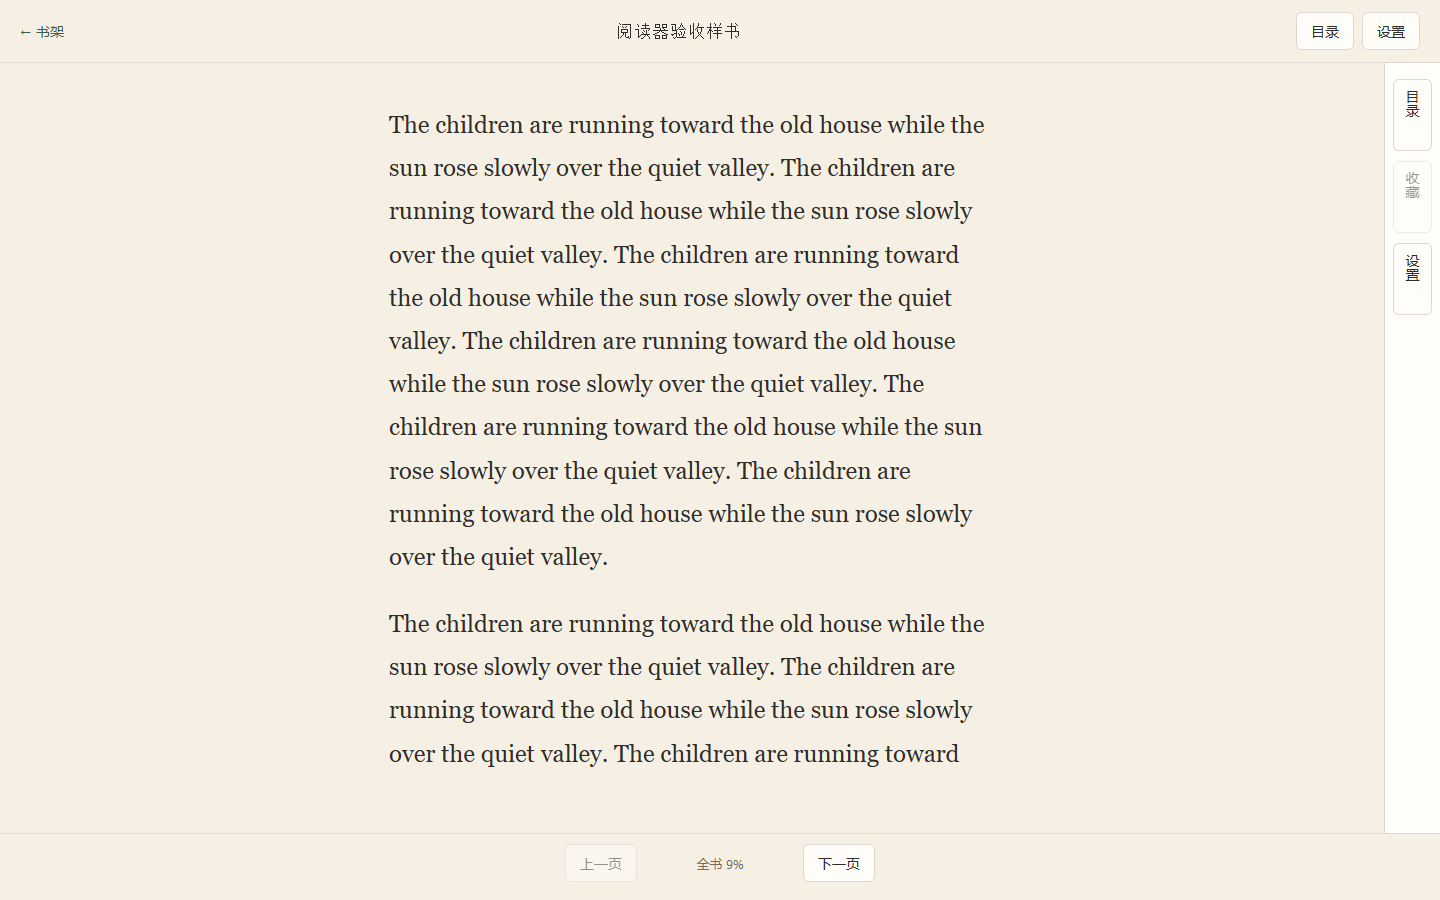 ← 书架
阅读器验收样书
目录
设置
The children are running toward the old house while the
sun rose slowly over the quiet valley. The children are
running toward the old house while the sun rose slowly
over the quiet valley. The children are running toward
the old house while the sun rose slowly over the quiet
valley. The children are running toward the old house
while the sun rose slowly over the quiet valley. The
children are running toward the old house while the sun
rose slowly over the quiet valley. The children are
running toward the old house while the sun rose slowly
over the quiet valley.
The children are running toward the old house while the
sun rose slowly over the quiet valley. The children are
running toward the old house while the sun rose slowly
over the quiet valley. The children are running toward
目录
收藏
设置
上一页
全书 9%
下一页